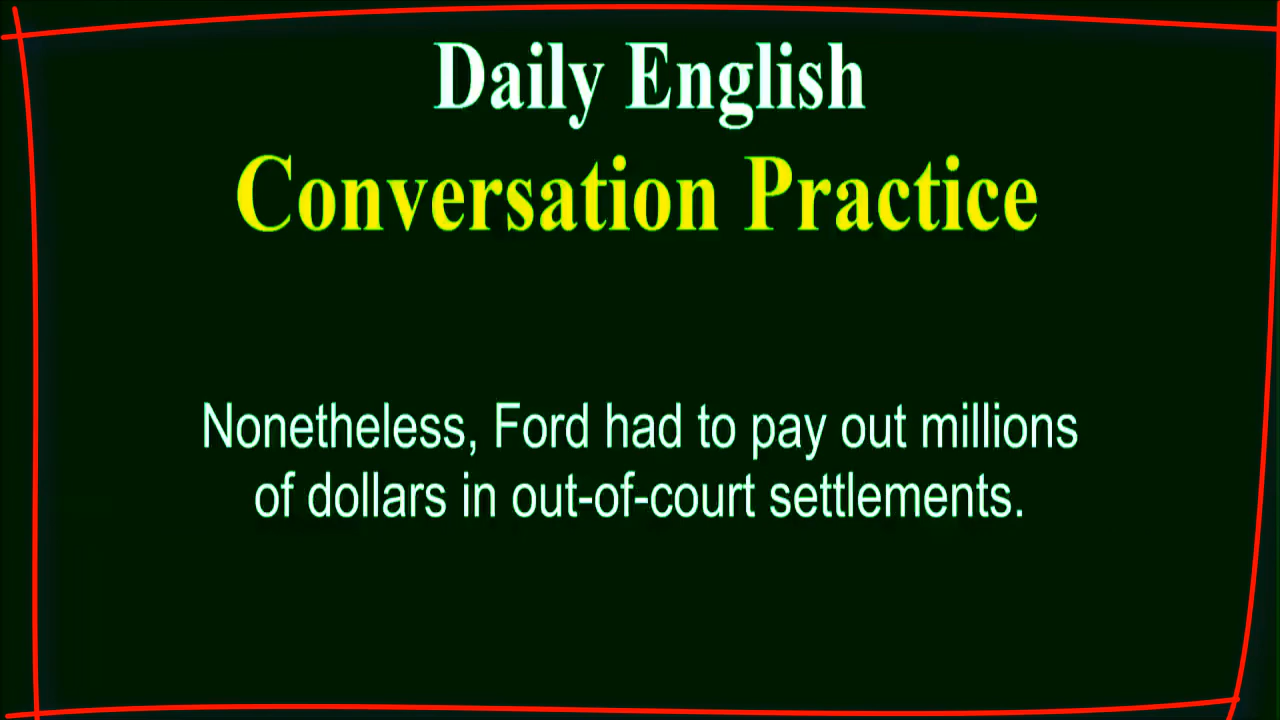 Daily English
Conversation Practice
Nonetheless, Ford had to pay out millions
of dollars in out-of-court settlements.